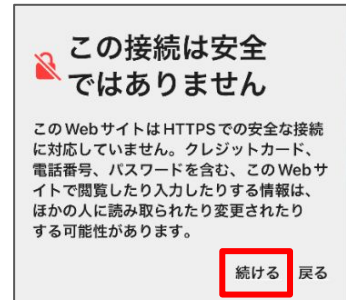 この接続は安全
ではありません
このWebサイトはHTTPSでの安全な接続
に対応していません。クレジットカード、
電話番号、パスワードを含む、このWebサ
イトで閲覧したり入力したりする情報は、
ほかの人に読み取られたり変更されたり
する可能性があります。
続ける 戻る